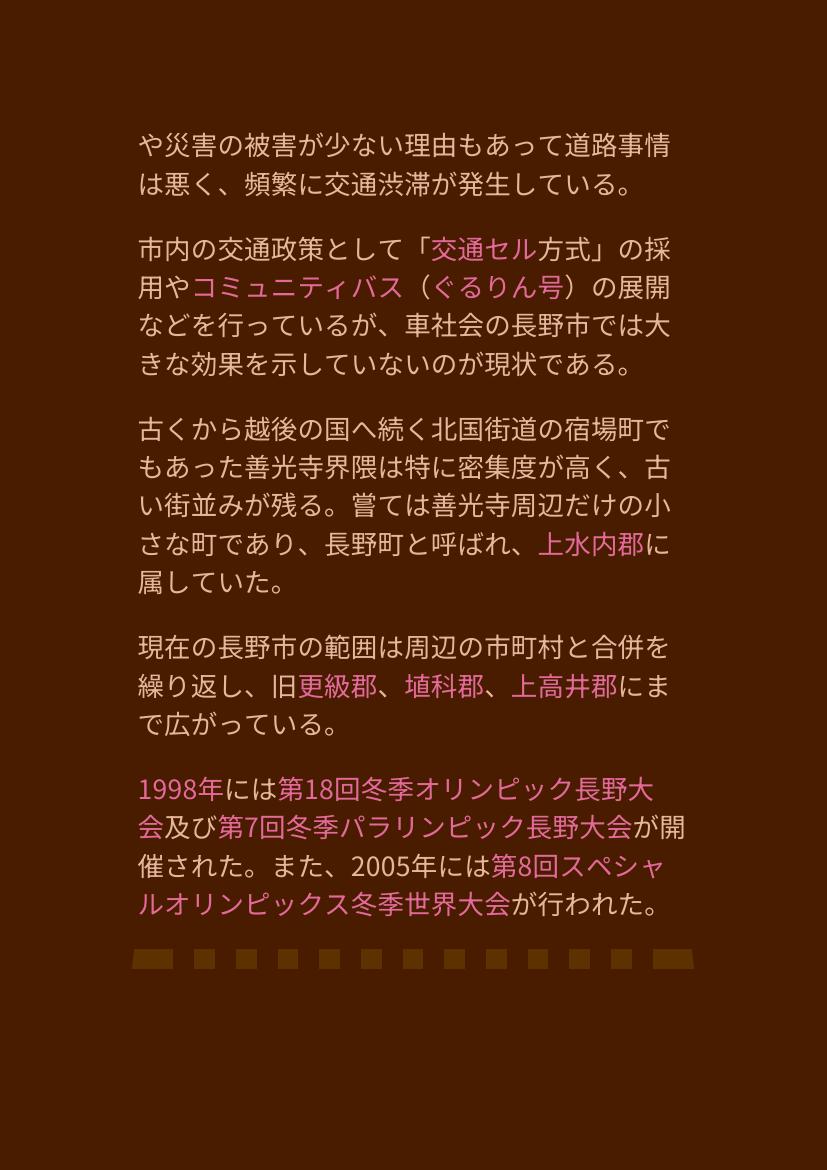 や災害の被害が少ない理由もあって道路事情
は悪く、頻繁に交通渋滞が発生している。
市内の交通政策として「交通セル方式」の採
用やコミュニティバス（ぐるりん号）の展開
などを行っているが、車社会の長野市では大
きな効果を示していないのが現状である。
古くから越後の国へ続く北国街道の宿場町で
もあった善光寺界隈は特に密集度が高く、古
い街並みが残る。嘗ては善光寺周辺だけの小
さな町であり、長野町と呼ばれ、上水内郡に
属していた。
現在の長野市の範囲は周辺の市町村と合併を
繰り返し、旧更級郡、埴科郡、上高井郡にま
で広がっている。
1998年には第18回冬季オリンピック長野大
会及び第7回冬季パラリンピック長野大会が開
催された。また、2005年には第8回スペシャ
ルオリンピックス冬季世界大会が行われた。